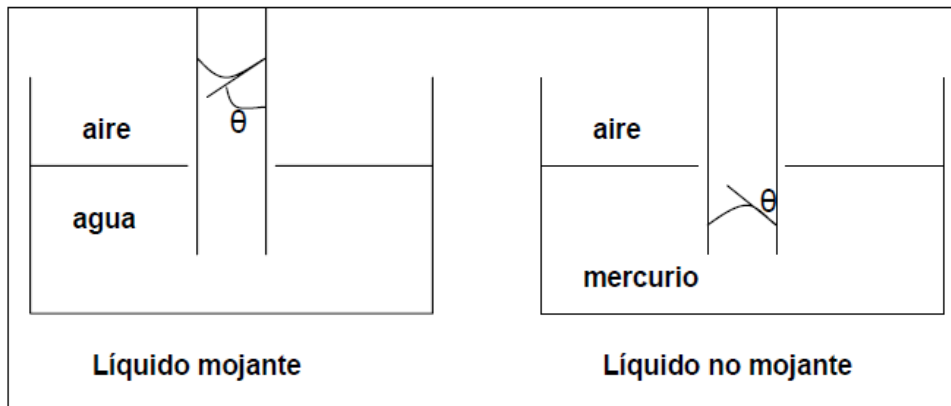 aire
θ
agua
Líquido mojante
aire
θ
mercurio
Líquido no mojante